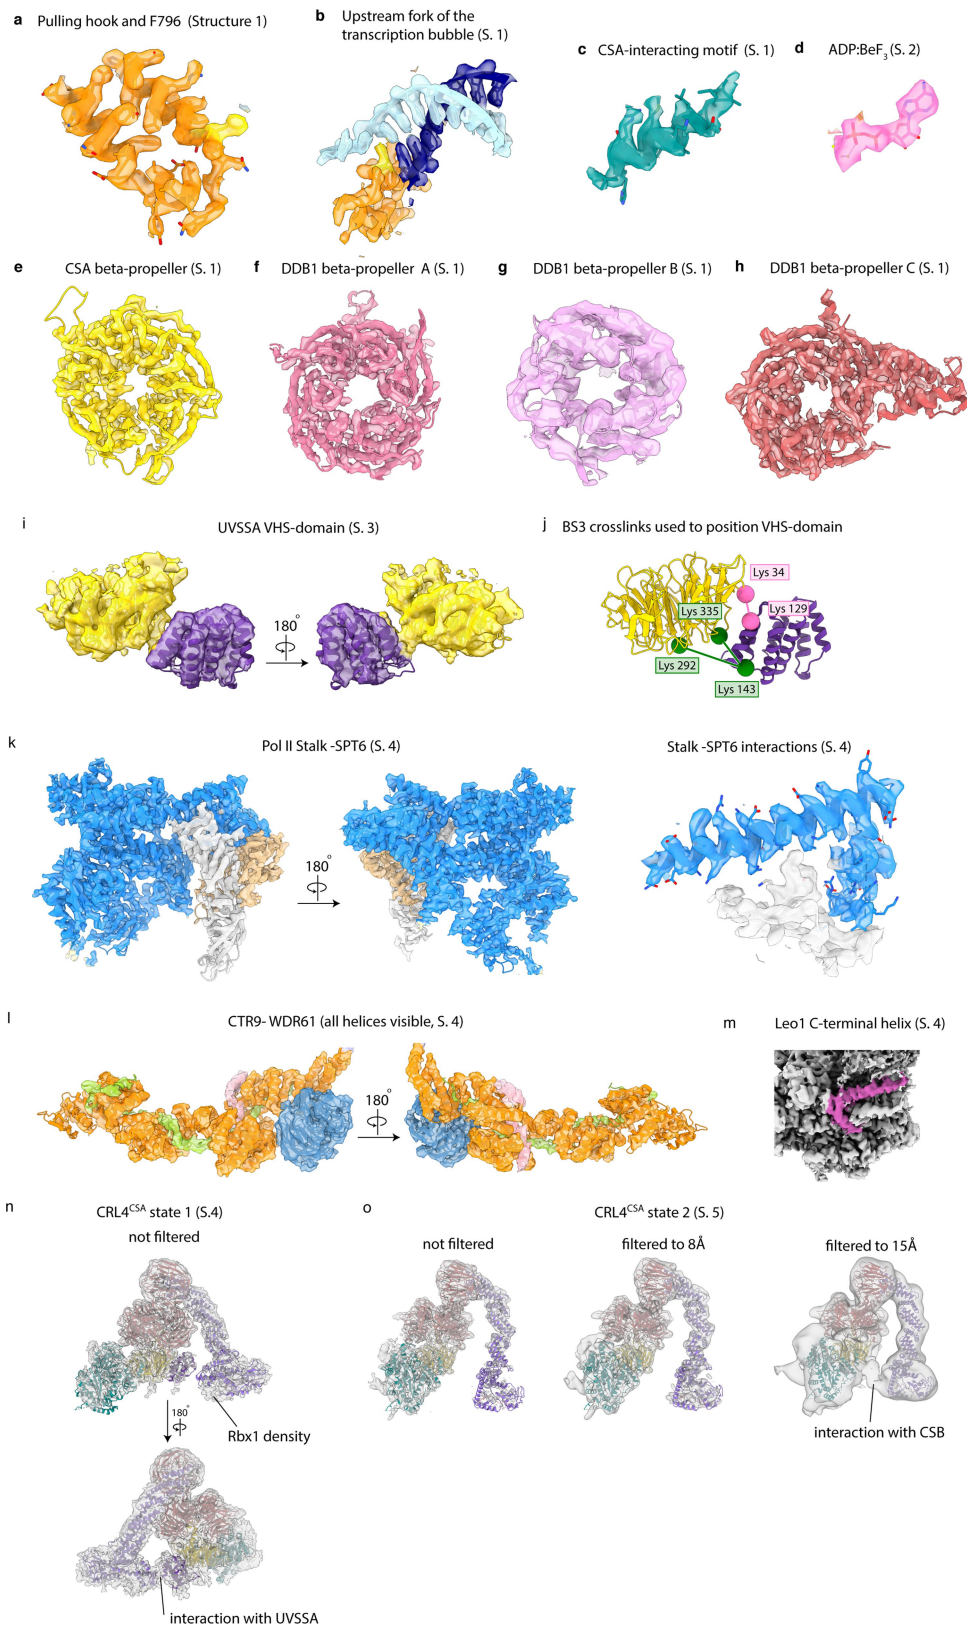 a Pulling hook and F796 (Structure 1)
b Upstream fork of the
transcription bubble (S. 1)
c CSA-interacting motif (S. 1)
d ADP:BeF3 (S. 2)
e CSA beta-propeller (S. 1)
f DDB1 beta-propeller A (S. 1)
g DDB1 beta-propeller B (S. 1)
h DDB1 beta-propeller C (S. 1)
i UVSSA VHS-domain (S. 3)
180°
j BS3 crosslinks used to position VHS-domain
Lys 34
Lys 335
Lys 129
Lys 292
Lys 143
k Pol II Stalk -SPT6 (S. 4)
180°
Stalk -SPT6 interactions (S. 4)
l CTR9- WDR61 (all helices visible, S. 4)
180°
m Leo1 C-terminal helix (S. 4)
n CRL4CSA state 1 (S.4)
not filtered
Rbx1 density
180°
interaction with UVSSA
o CRL4CSA state 2 (S. 5)
not filtered
filtered to 8Å
filtered to 15Å
interaction with CSB